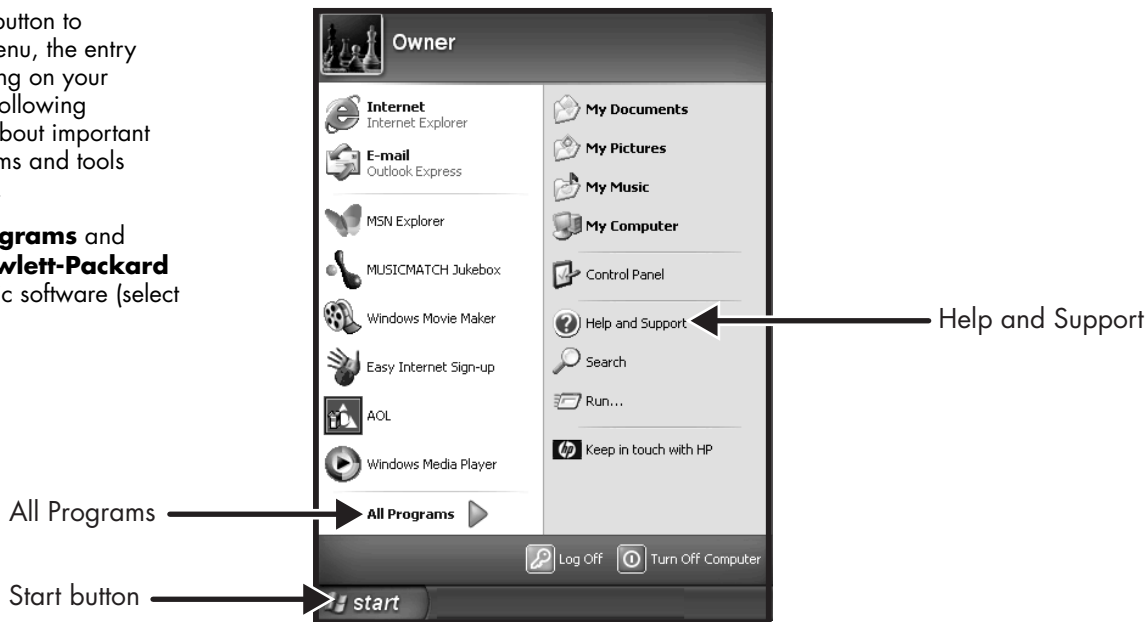 button to
enu, the entry
ng on your
ollowing
bout important
ms and tools
grams and
wlett-Packard
c software (select
Owner
Internet
Internet Explorer
E-mail
Outlook Express
MSN Explorer
MUSICMATCH Jukebox
Windows Movie Maker
Easy Internet Sign-up
AOL
Windows Media Player
All Programs
My Documents
My Pictures
My Music
My Computer
Control Panel
Help and Support
Search
Run...
hp Keep in touch with HP
Log Off Turn Off Computer
start
Help and Support
All Programs
Start button